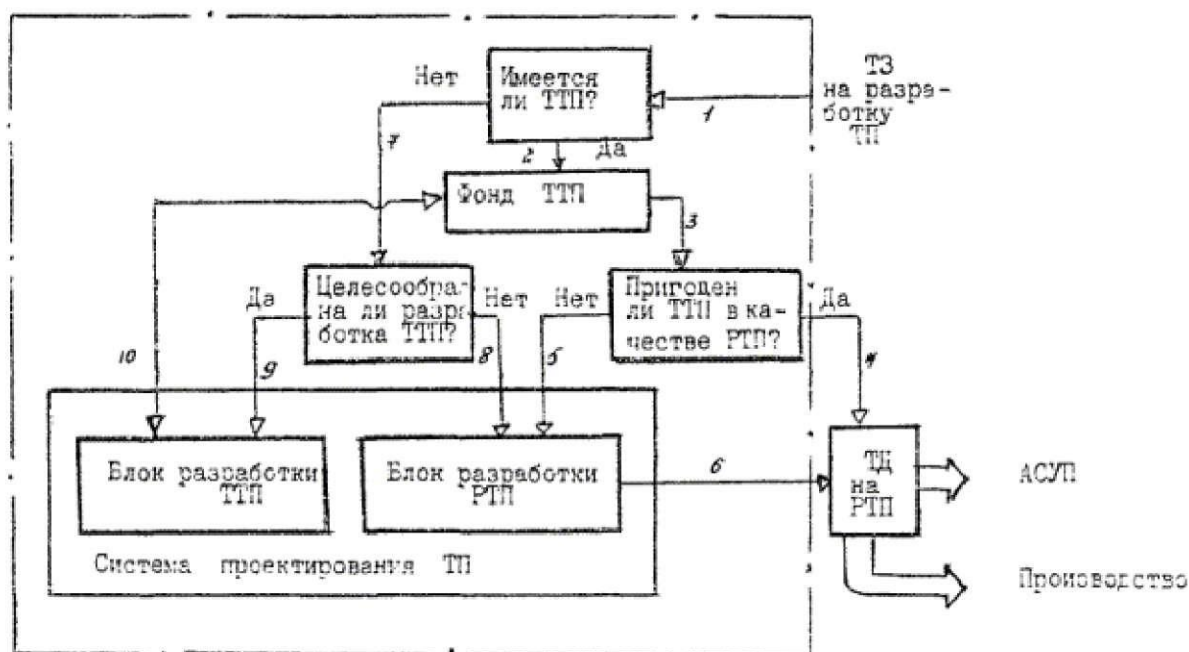 Нет
Имеется
ли ТТП?
ТЗ
на разра-
ботку
ТП
1
7
2
Да
Фонд ТТП
3
Целесообраз-
на ли разра-
ботка ТТП?
Да
Нет
Нет
Пригоден
ли ТТП в ка-
честве РТП?
Да
10
9
8
5
4
Блок разработки
ТТП
Блок разработки
РТП
6
ТД
на
РТП
АСУП
Система проектирования ТП
Производство